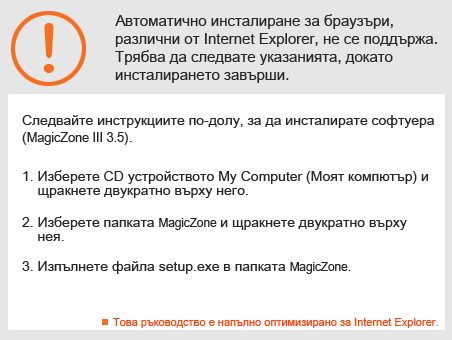 Автоматично инсталиране за браузъри,
различни от Internet Explorer, не се поддържа.
Трябва да следвате указанията, докато
инсталирането завърши.
Следвайте инструкциите по-долу, за да инсталирате софтуера
(MagicZone III 3.5).
1. Изберете CD устройството My Computer (Моят компютър) и
щракнете двукратно върху него.
2. Изберете папката MagicZone и щракнете двукратно върху
нея.
3. Изпълнете файла setup.exe в папката MagicZone.
Това ръководство е напълно оптимизирано за Internet Explorer.